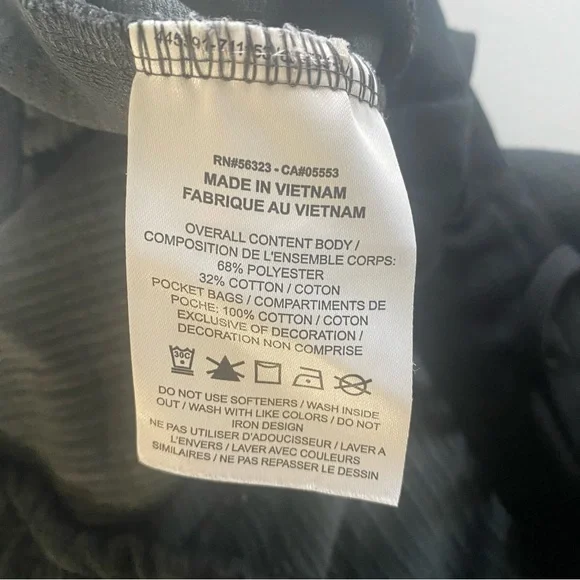 RN#56323 - CA#05553
MADE IN VIETNAM
FABRIQUE AU VIETNAM
OVERALL CONTENT BODY /
COMPOSITION DE L'ENSEMBLE CORPS:
68% POLYESTER
32% COTTON / COTON
POCKET BAGS / COMPARTIMENTS DE
POCHE: 100% COTTON / COTON
EXCLUSIVE OF DECORATION /
DECORATION NON COMPRISE
30C
DO NOT USE SOFTENERS / WASH INSIDE
OUT / WASH WITH LIKE COLORS / DO NOT
IRON DESIGN
NE PAS UTILISER D'ADOUCISSEUR / LAVER A
L'ENVERS / LAVER AVEC COULEURS
SIMILAIRES / NE PAS REPASSER LE DESSIN